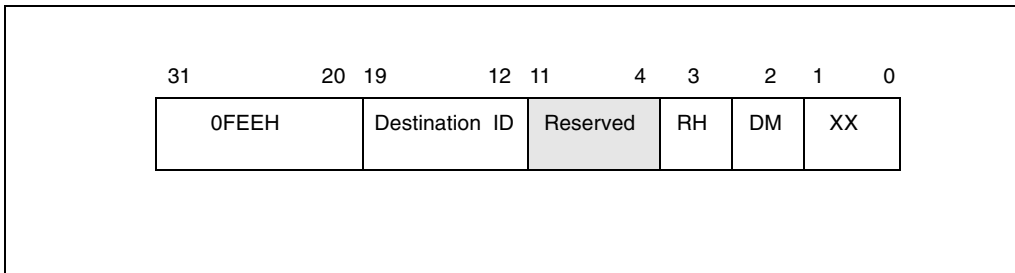 31 20 19 12 11 4 3 2 1 0
0FEEH Destination ID Reserved RH DM XX